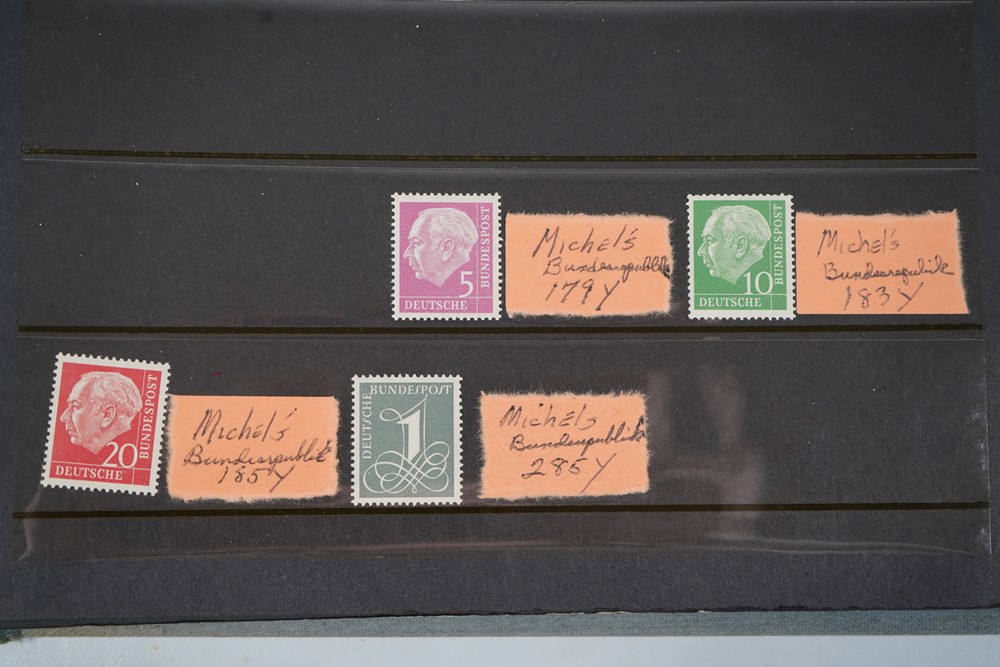 BUNDESPOST
5
DEUTSCHE
Michel's
Bundesrepublik
179y
BUNDESPOST
10
DEUTSCHE
Michel's
Bundesrepublik
183y
BUNDESPOST
20
DEUTSCHE
Michel's
Bundesrepublik
185y
BUNDESPOST
DEUTSCHE
1
Michels
Bundesrepublik
285y